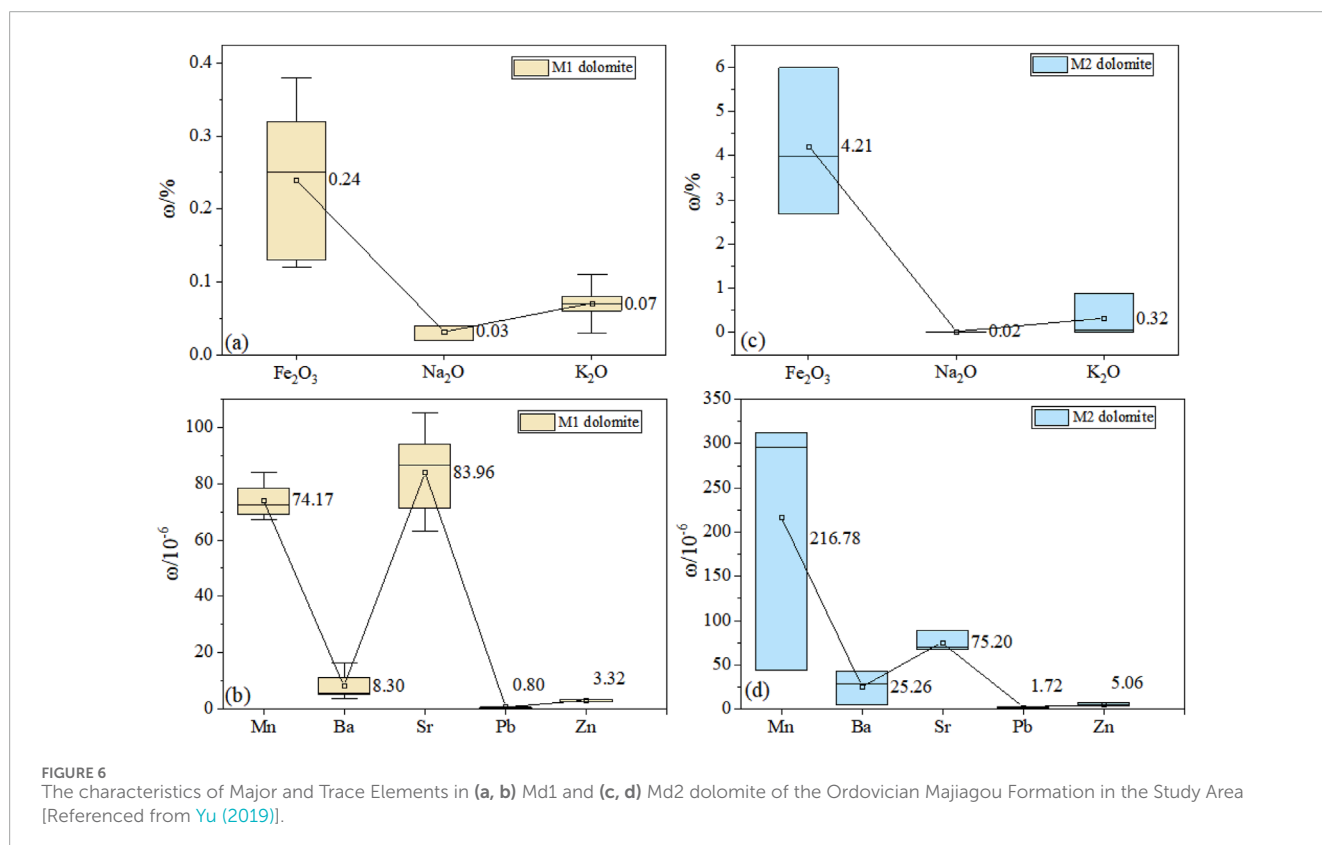 M1 dolomite
0.4
0.3
0.2
0.1
0.0
ω/%
0.24
0.03
0.07
(a)
Fe₂O₃
Na₂O
K₂O
M2 dolomite
6
5
4
3
2
1
0
ω/%
4.21
0.02
0.32
(c)
Fe₂O₃
Na₂O
K₂O
M1 dolomite
100
80
60
40
20
0
ω/10⁻⁶
74.17
8.30
83.96
0.80
3.32
(b)
Mn
Ba
Sr
Pb
Zn
M2 dolomite
350
300
250
200
150
100
50
0
ω/10⁻⁶
216.78
25.26
75.20
1.72
5.06
(d)
Mn
Ba
Sr
Pb
Zn
FIGURE 6
The characteristics of Major and Trace Elements in (a, b) Md1 and (c, d) Md2 dolomite of the Ordovician Majiagou Formation in the Study Area
[Referenced from Yu (2019)].